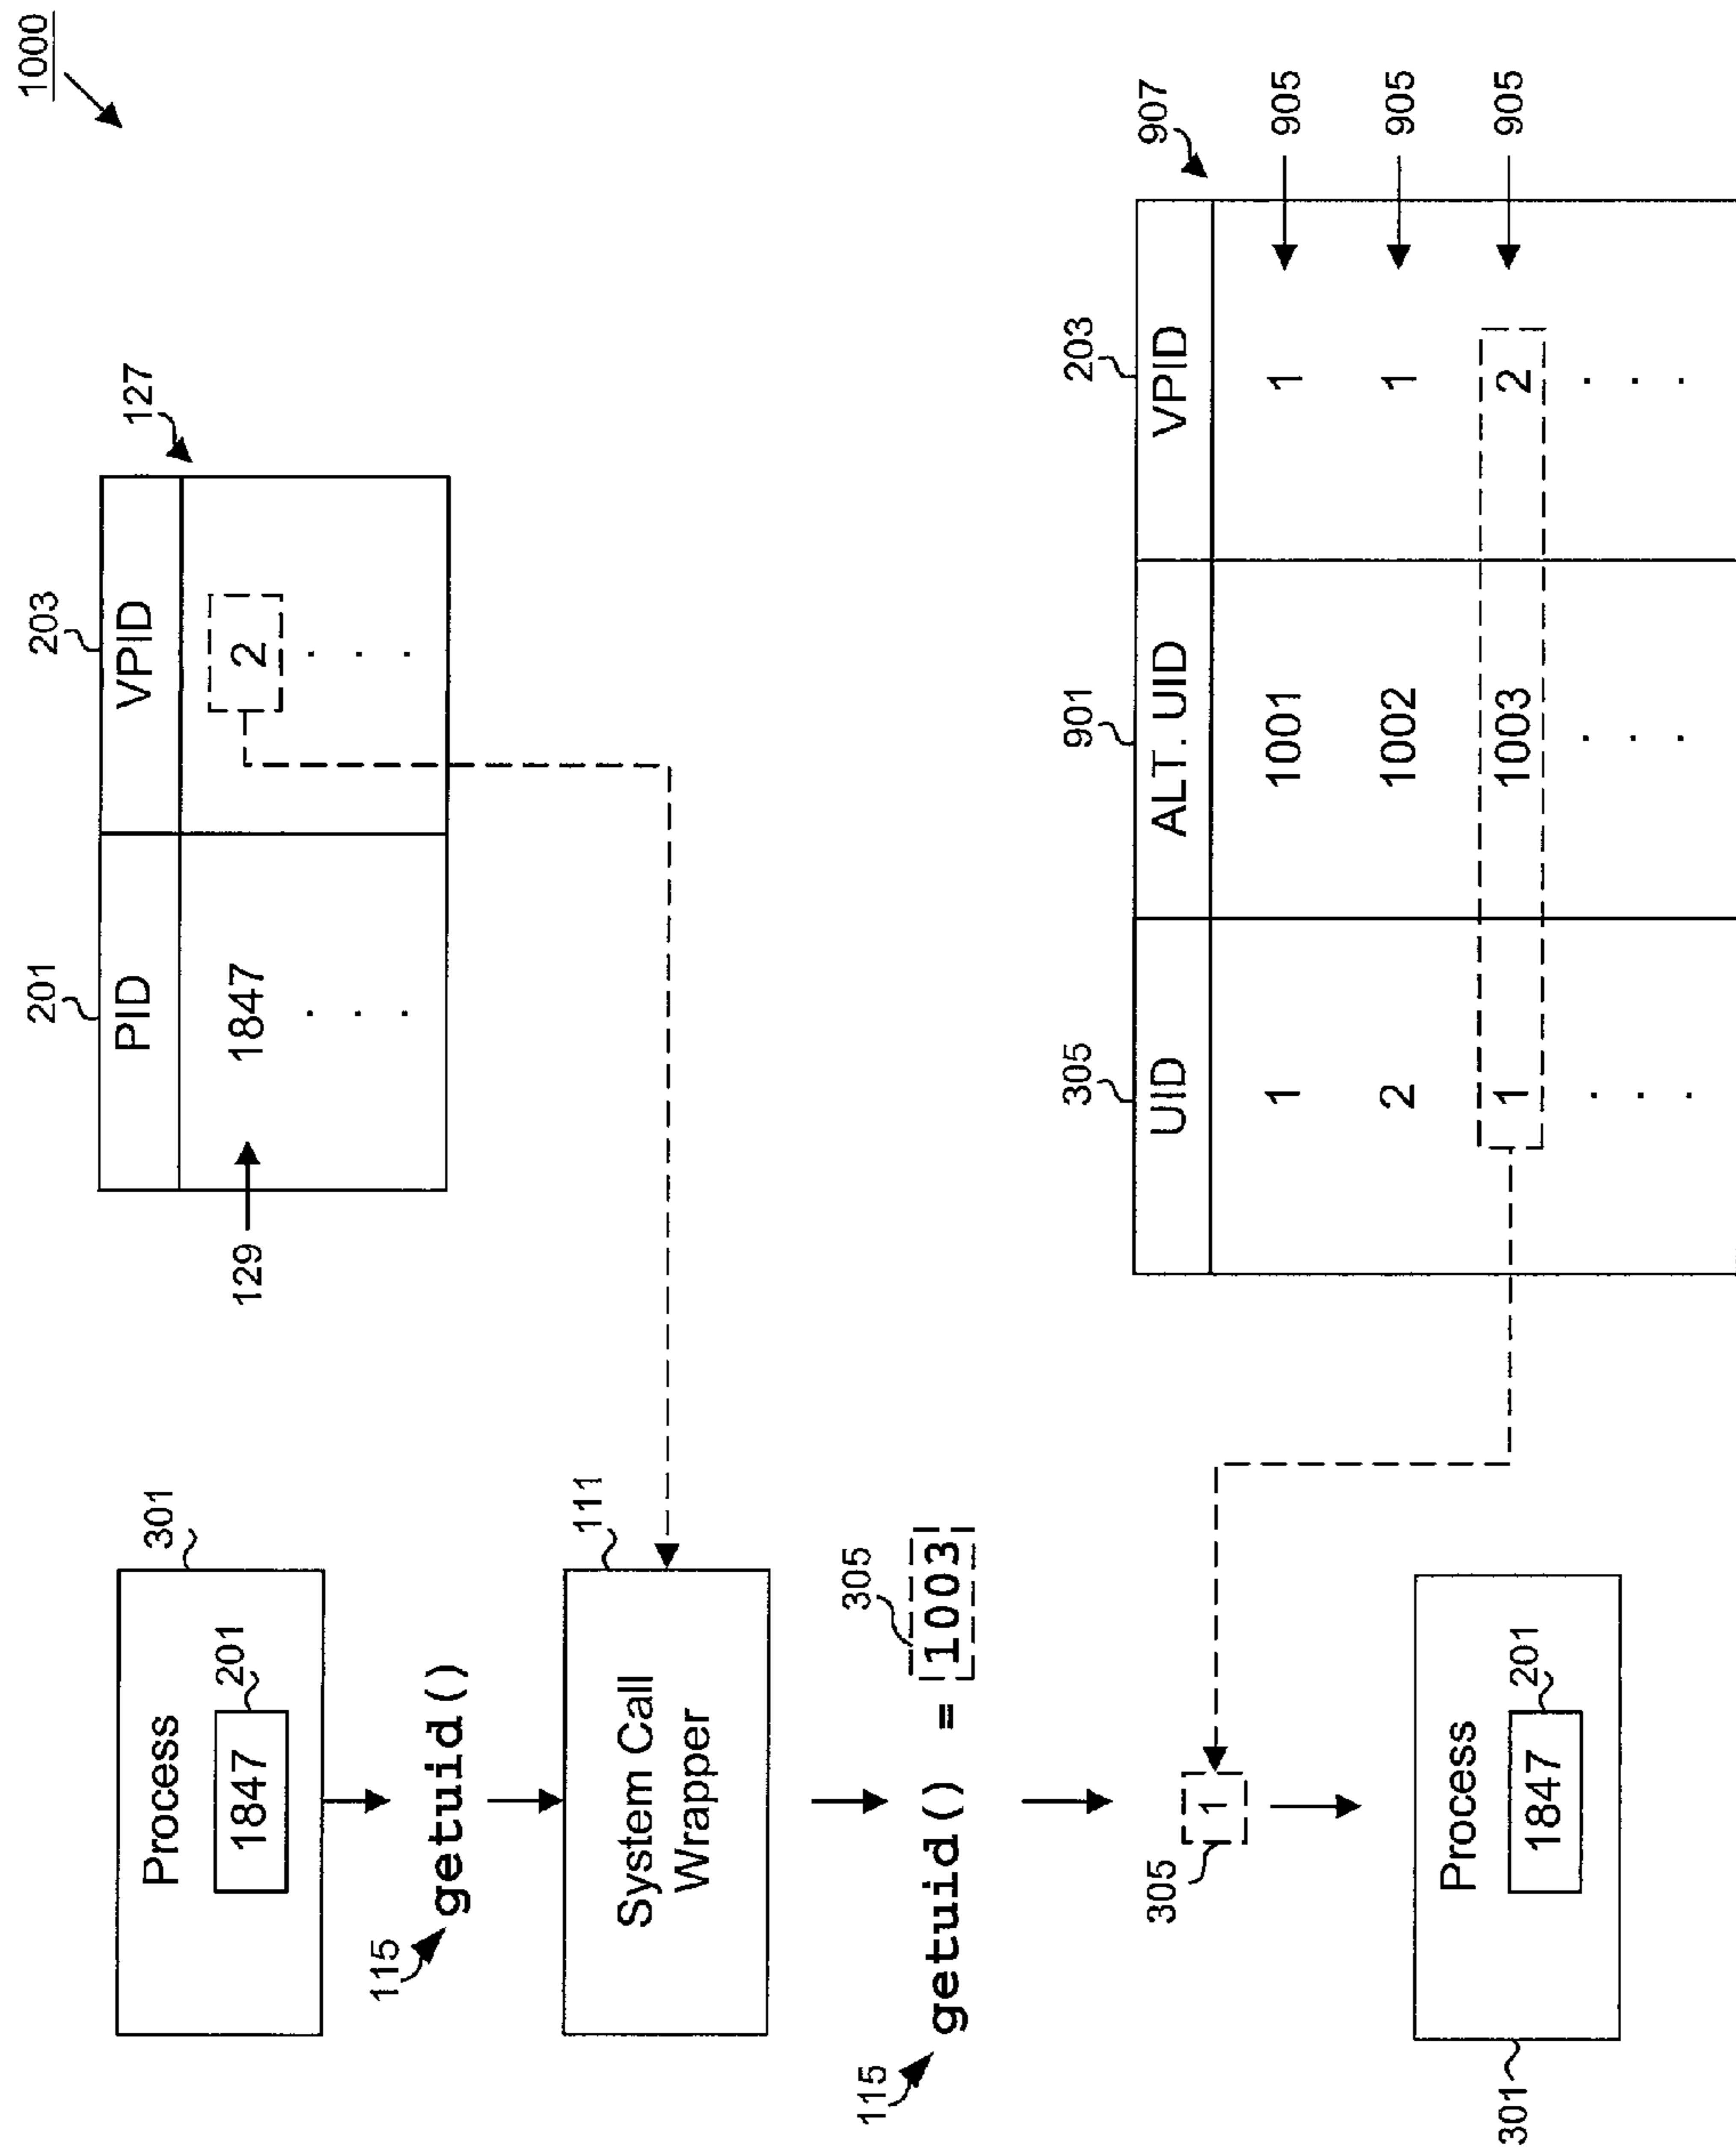 1000
301
Process
1847
201
115
getuid()
System Call
Wrapper
111
115
getuid() = 1003
305
305
1
Process
1847
201
301
201
203
127
PID
VPID
129
1847
2
. . .
. . .
305
901
203
907
UID
ALT. UID
VPID
1
1001
1
905
2
1002
1
905
1
1003
2
905
. . .
. . .
. . .